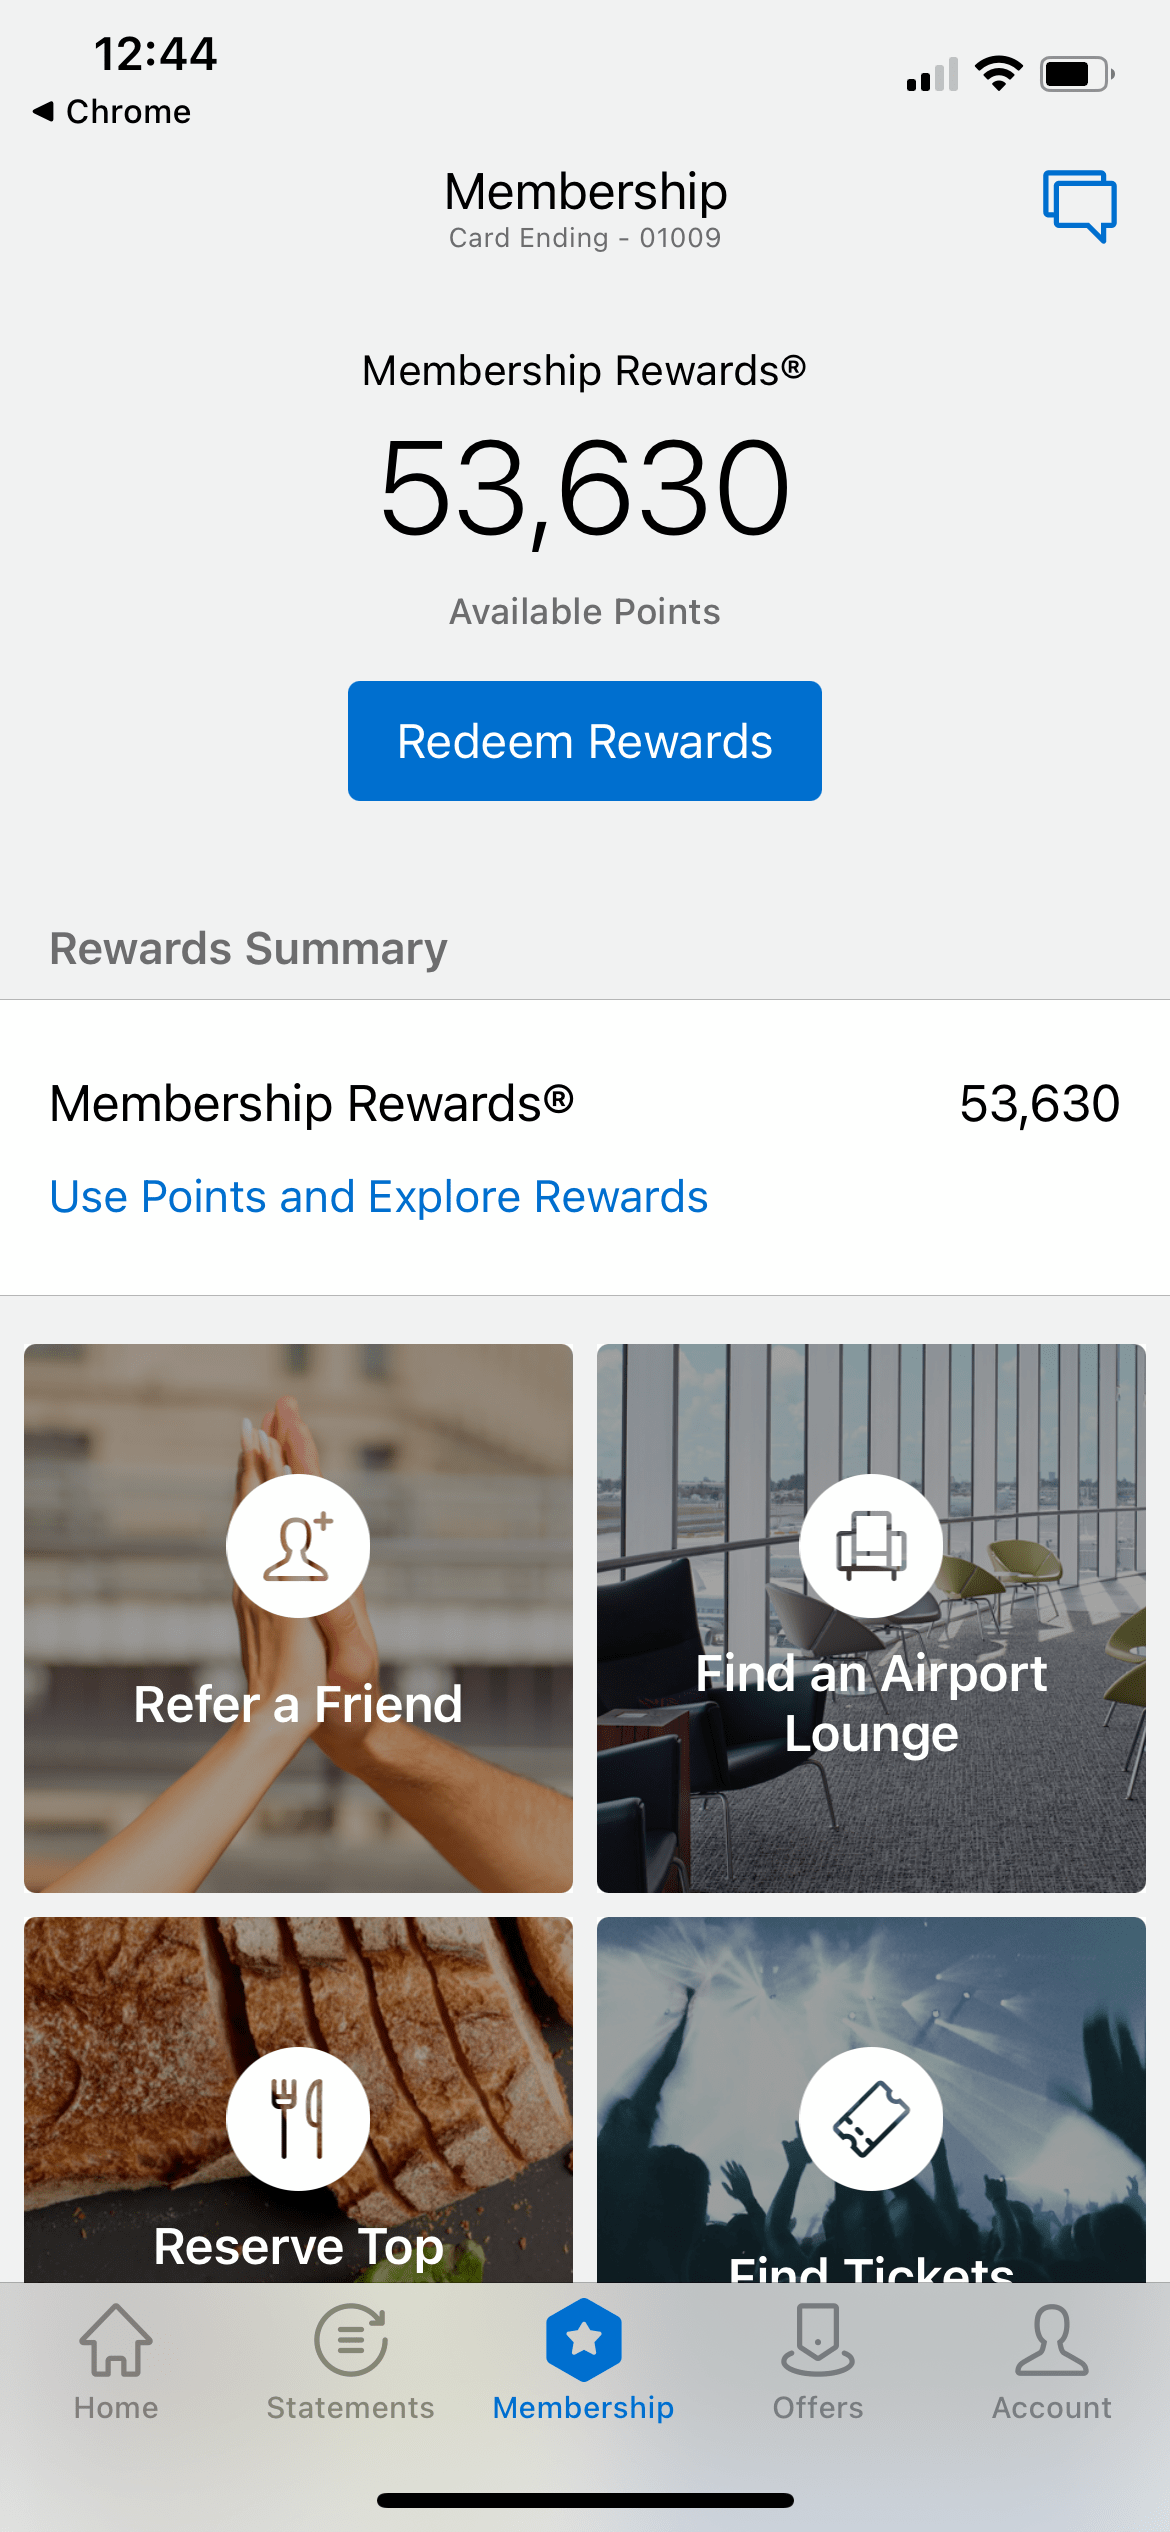 12:44
Chrome
Membership
Card Ending - 01009
Membership Rewards®
53,630
Available Points
Redeem Rewards
Rewards Summary
Membership Rewards® 53,630
Use Points and Explore Rewards
Refer a Friend
Find an Airport
Lounge
Reserve Top
Find Tickets
Home Statements Membership Offers Account